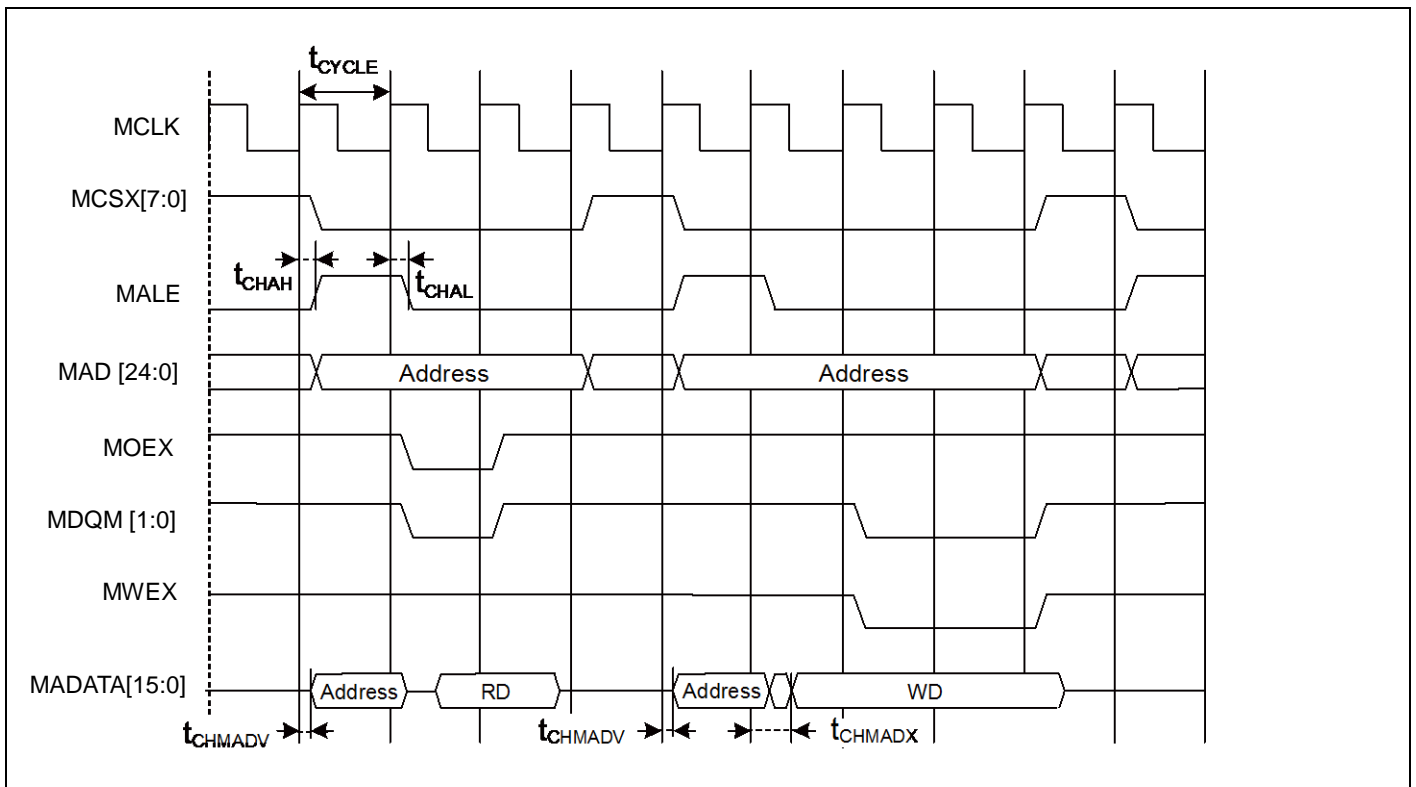 tCYCLE
MCLK
MCSX[7:0]
tCHAH
tCHAL
MALE
MAD [24:0]
Address
Address
MOEX
MDQM [1:0]
MWEX
MADATA[15:0]
Address
RD
Address
WD
tCHMADV
tCHMADV
tCHMADX